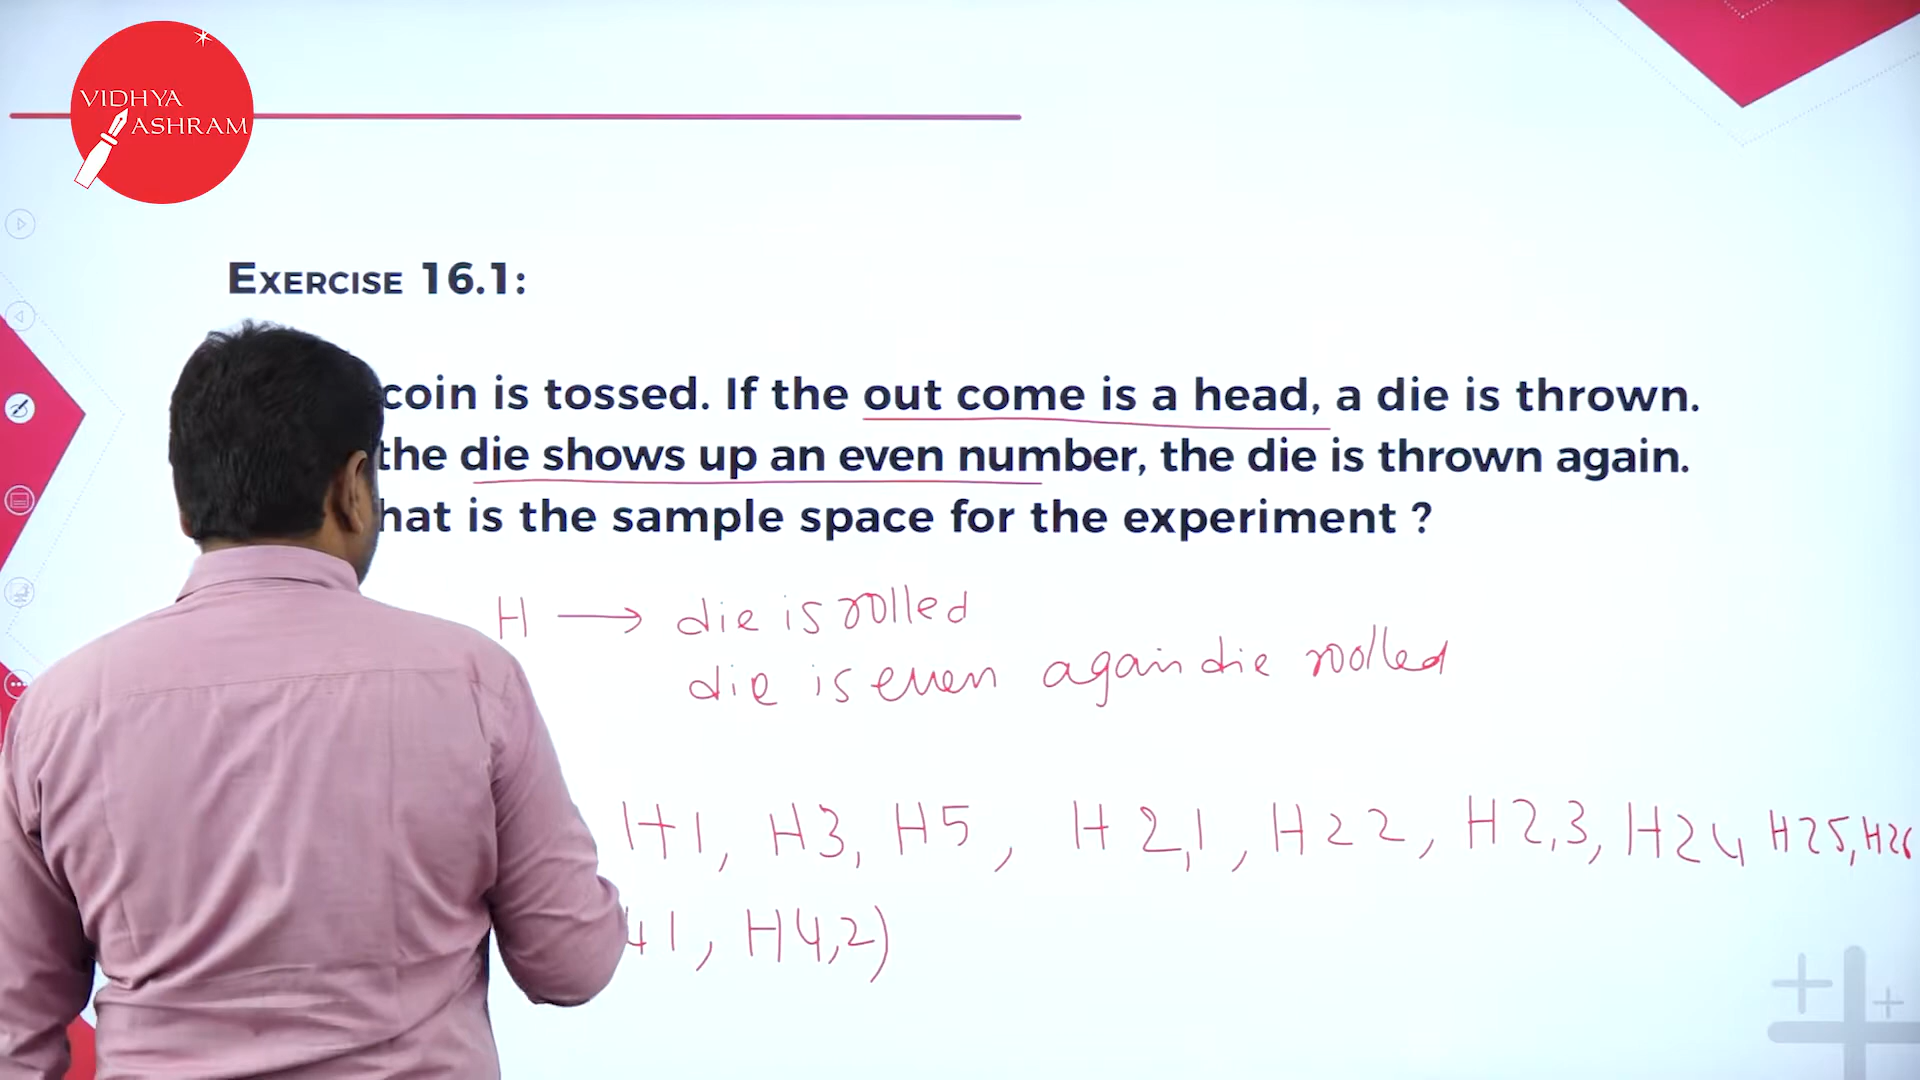 VIDHYA
ASHRAM
EXERCISE 16.1:
coin is tossed. If the out come is a head, a die is thrown.
the die shows up an even number, the die is thrown again.
hat is the sample space for the experiment ?
H → die is rolled
die is even again die roolled
H1, H3, H5, H2,1, H22, H2,3, H24 H25, H26
41, H4,2)